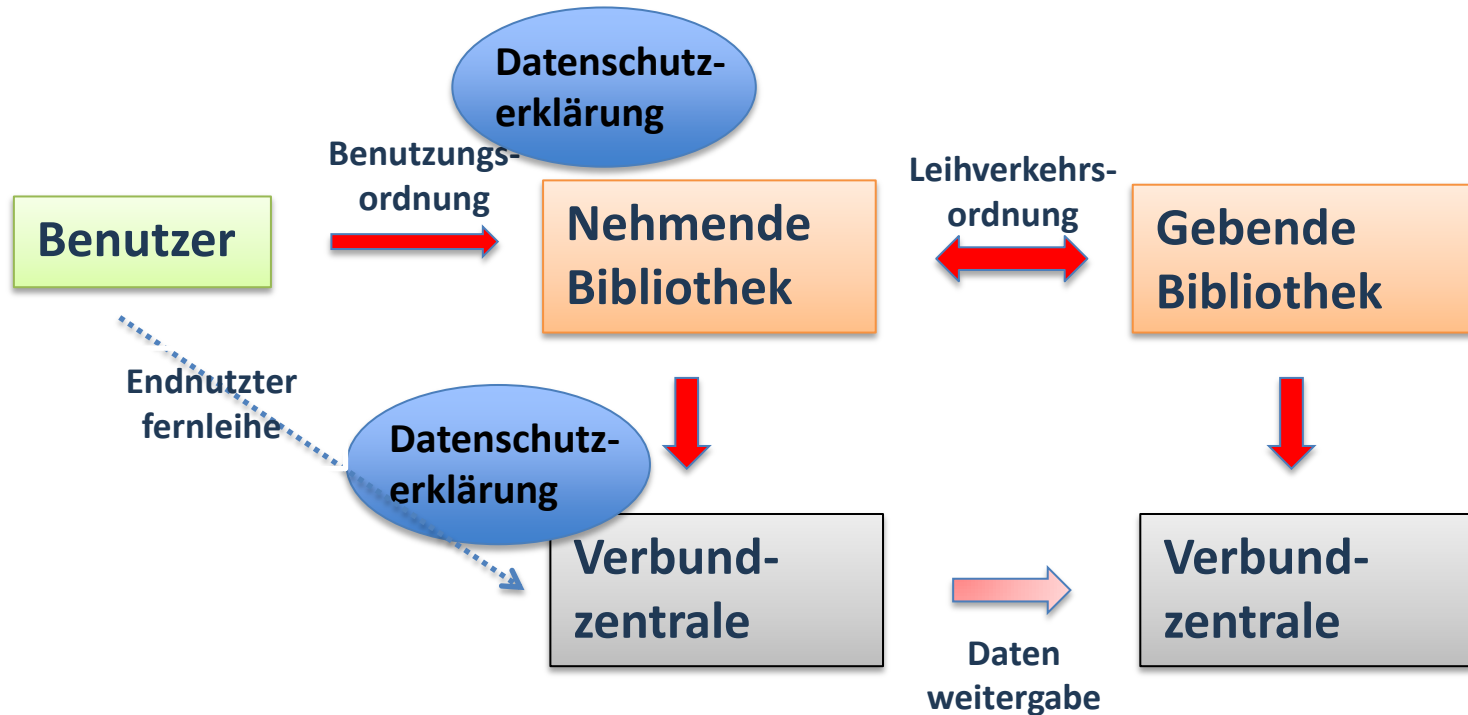 Datenschutz-
erklärung
Benutzungs-
ordnung
Leihverkehrs-
ordnung
Benutzer
Nehmende
Bibliothek
Gebende
Bibliothek
Endnutzter
fernleihe
Datenschutz-
erklärung
Verbund-
zentrale
Verbund-
zentrale
Daten
weitergabe